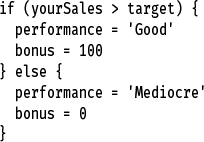 if (yourSales > target) {
  performance = 'Good'
  bonus = 100
} else {
  performance = 'Mediocre'
  bonus = 0
}